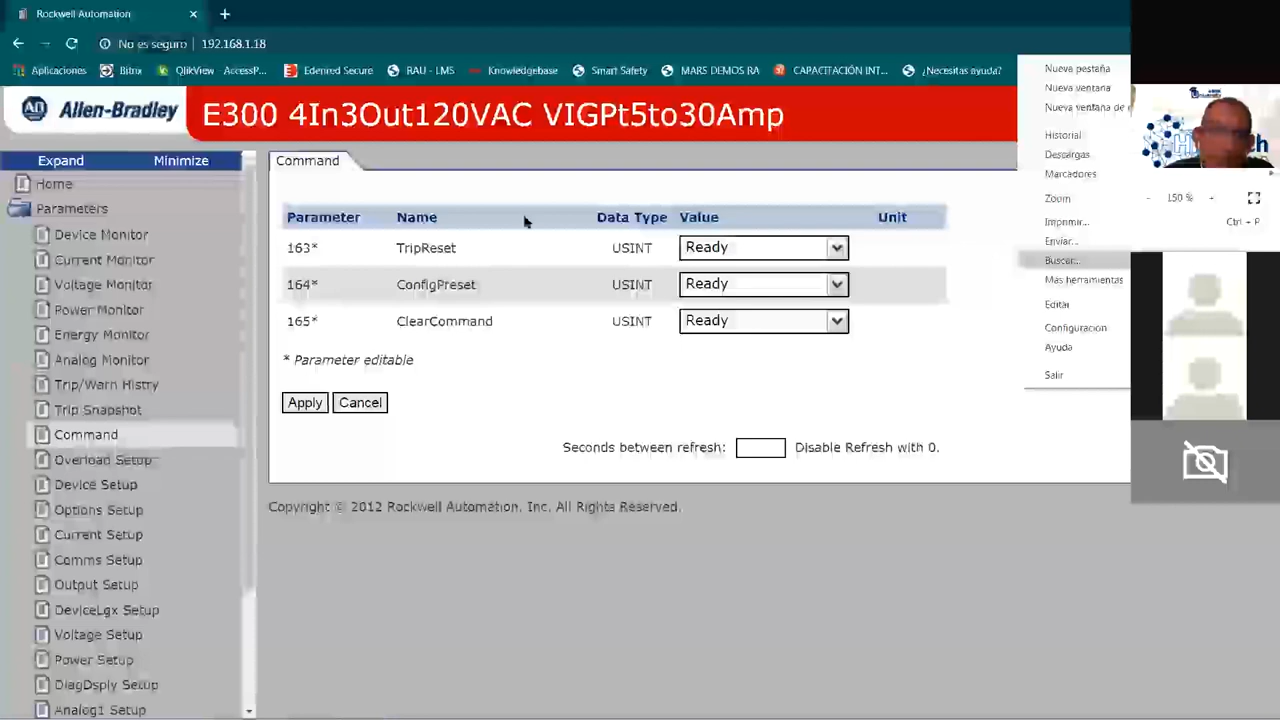 Rockwell Automation
No es seguro 192.168.1.18
Aplicaciones Bitrix QlikView AccessP... Edenred Secure RAU - LMS Knowledgebase Smart Safety MARS DEMOS RA CAPACITACIÓN INT... ¿Necesitas ayuda?
Allen-Bradley
E300 4In3Out120VAC VIGPt5to30Amp
Expand Minimize
Home
Parameters
Device Monitor
Current Monitor
Voltage Monitor
Power Monitor
Energy Monitor
Analog Monitor
Trip/Warn Histry
Trip Snapshot
Command
Overload Setup
Device Setup
Options Setup
Current Setup
Comms Setup
Output Setup
DeviceLgx Setup
Voltage Setup
Power Setup
DiagDsply Setup
Analog1 Setup
Command
Parameter Name Data Type Value Unit
163* TripReset USINT Ready
164* ConfigPreset USINT Ready
165* ClearCommand USINT Ready
* Parameter editable
Apply Cancel
Seconds between refresh: Disable Refresh with 0.
Copyright © 2012 Rockwell Automation, Inc. All Rights Reserved.
Nueva pestaña
Nueva ventana
Nueva ventana de
Historial
Descargas
Marcadores
Zoom - 150 % +
Imprimir... Ctrl + P
Enviar...
Buscar...
Más herramientas
Editar
Configuración
Ayuda
Salir